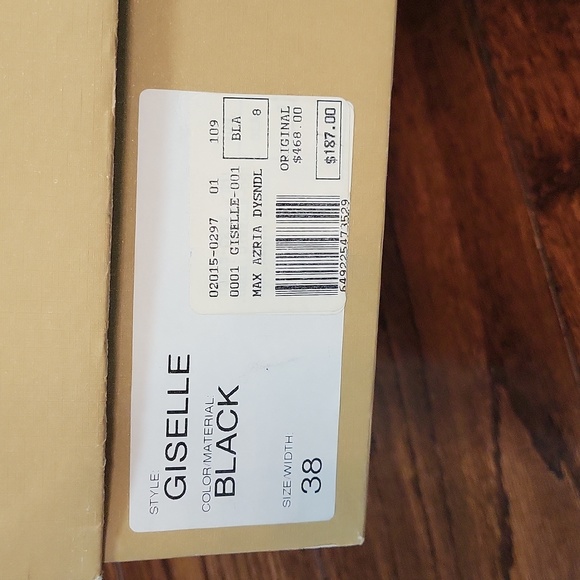 STYLE
GISELLE
COLOR/MATERIAL
BLACK
SIZE/WIDTH
38
02015-0297 01 109
0001 GISELLE-001 BLA 8
MAX AZRIA DYSNDL
ORIGINAL
$468.00
$187.00
649225473529